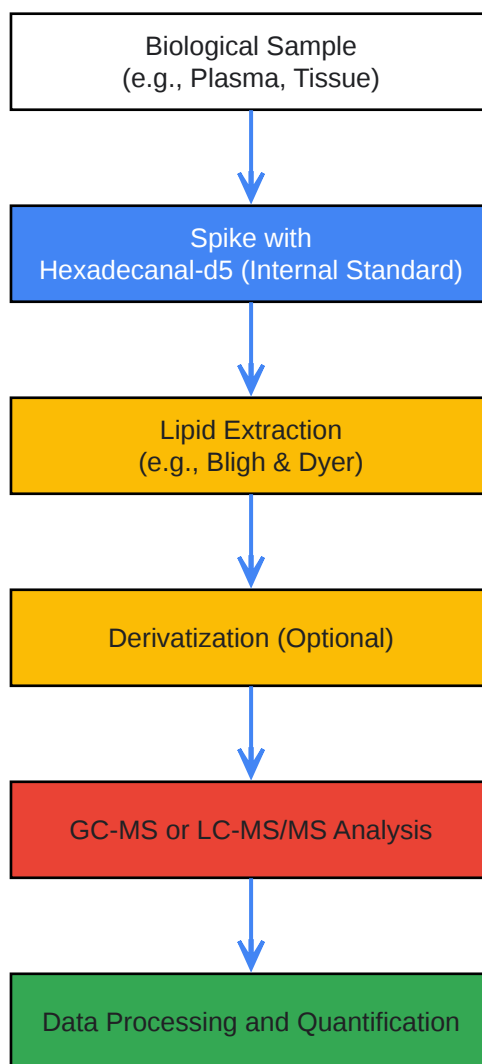 Biological Sample
(e.g., Plasma, Tissue)
Spike with
Hexadecanal-d5 (Internal Standard)
Lipid Extraction
(e.g., Bligh & Dyer)
Derivatization (Optional)
GC-MS or LC-MS/MS Analysis
Data Processing and Quantification